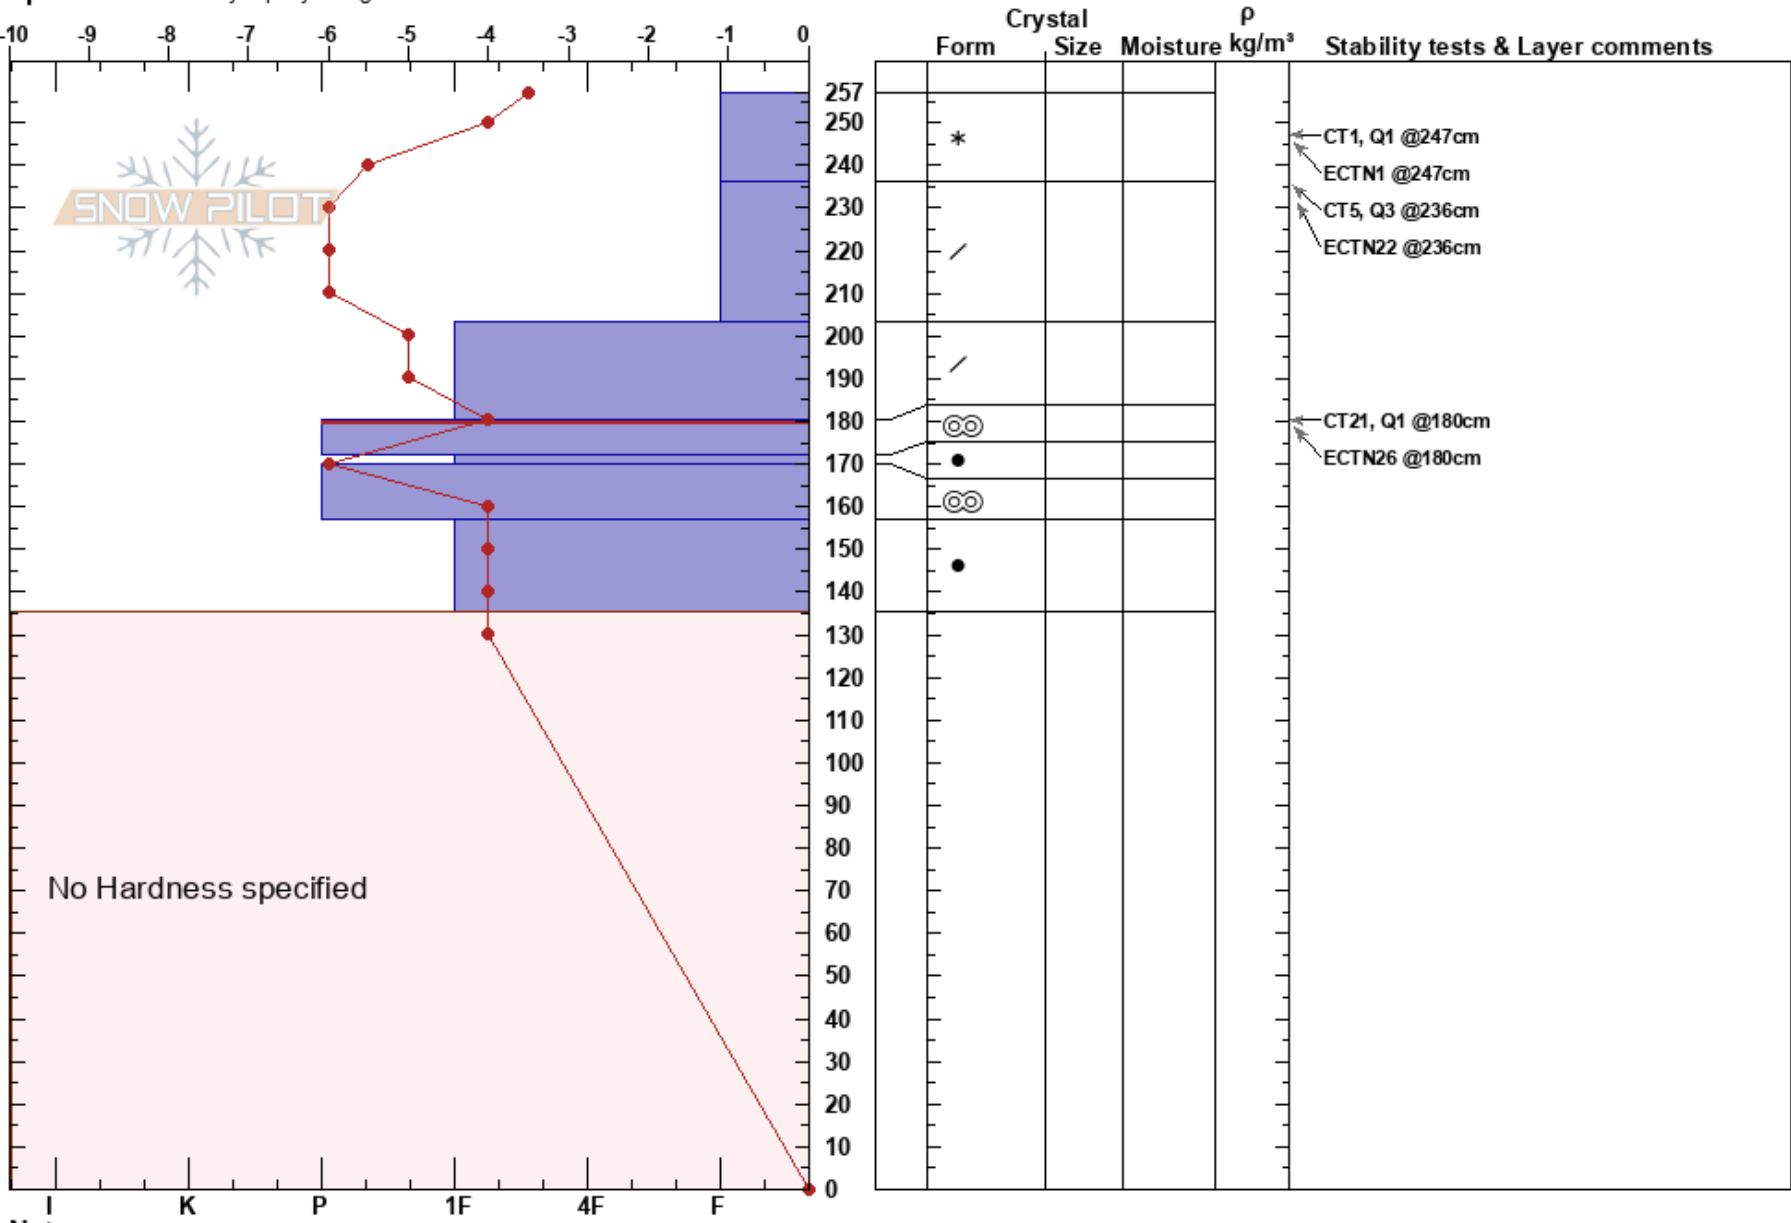 -10 -9 -8 -7 -6 -5 -4 -3 -2 -1 0
Crystal
ρ
Form Size Moisture kg/m³ Stability tests & Layer comments
257
250
240
230
220
210
200
190
180
170
160
150
140
130
120
110
100
90
80
70
60
50
40
30
20
10
0
SNOW PILOT
CT1, Q1 @247cm
ECTN1 @247cm
CT5, Q3 @236cm
ECTN22 @236cm
CT21, Q1 @180cm
ECTN26 @180cm
No Hardness specified
I K P 1F 4F F